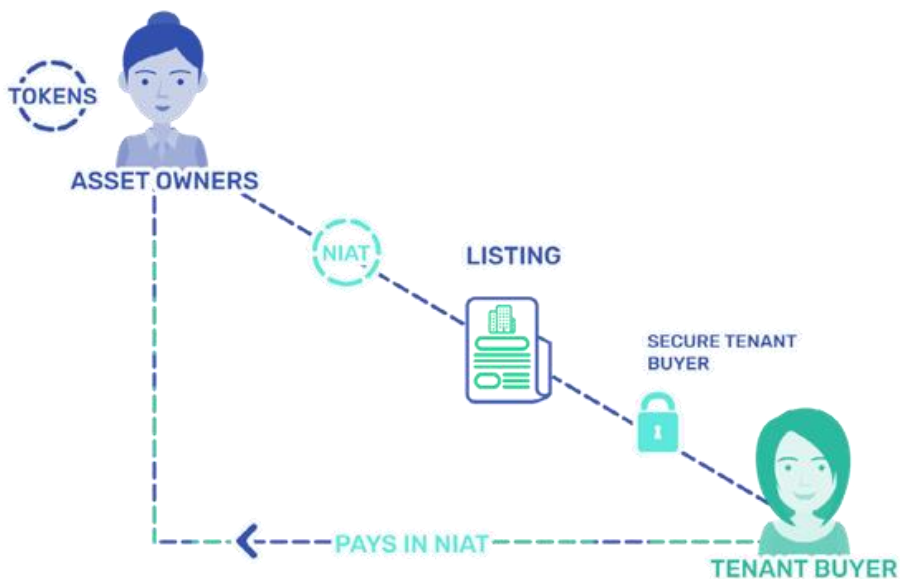 TOKENS
ASSET OWNERS
NIAT
LISTING
SECURE TENANT
BUYER
PAYS IN NIAT
TENANT BUYER